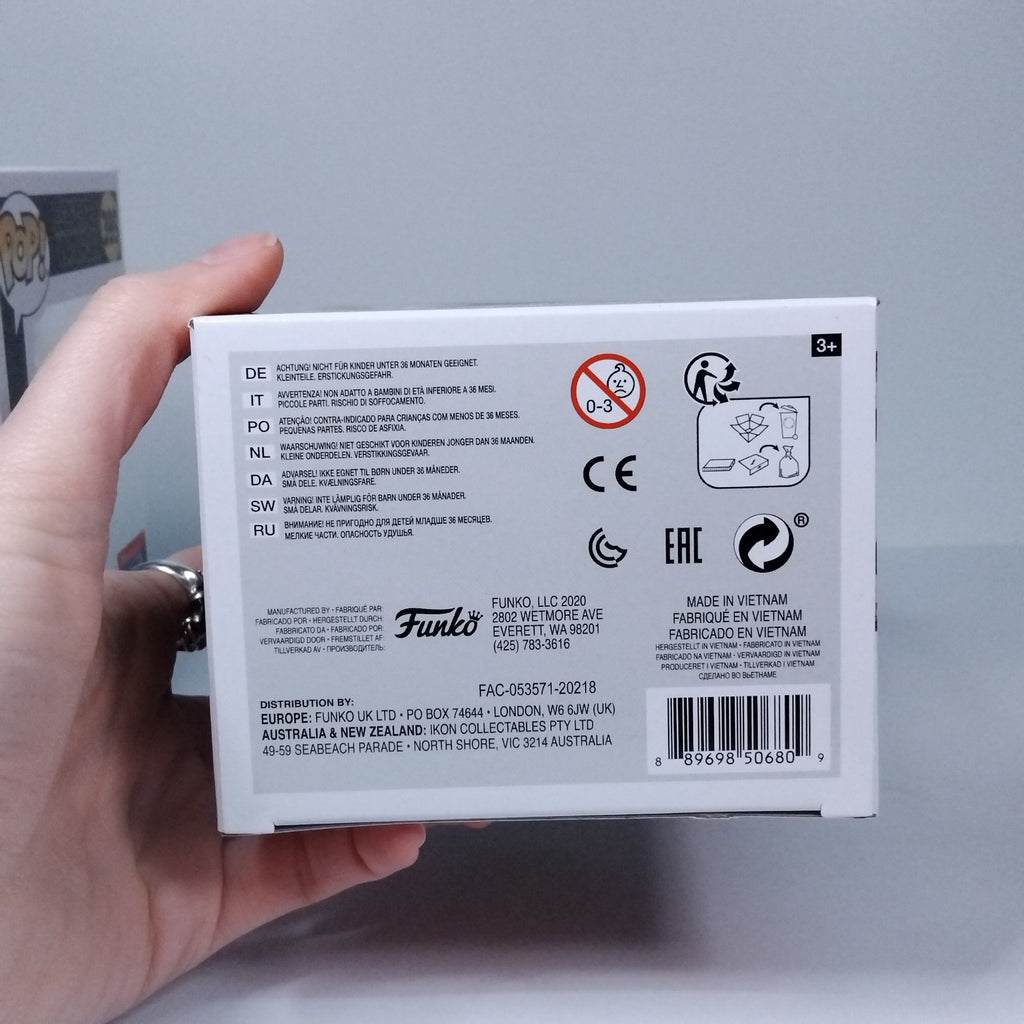 POP!
3+
DE ACHTUNG! NICHT FÜR KINDER UNTER 36 MONATEN GEEIGNET.
KLEINTEILE. ERSTICKUNGSGEFAHR.
IT AVVERTENZA! NON ADATTO A BAMBINI DI ETÀ INFERIORE A 36 MESI.
PICCOLE PARTI. RISCHIO DI SOFFOCAMENTO.
PO ATENÇÃO! CONTRA-INDICADO PARA CRIANÇAS COM MENOS DE 36 MESES.
PEQUENAS PARTES. RISCO DE ASFIXIA.
NL WAARSCHUWING! NIET GESCHIKT VOOR KINDEREN JONGER DAN 36 MAANDEN.
KLEINE ONDERDELEN. VERSTIKKINGSGEVAAR.
DA ADVARSEL! IKKE EGNET TIL BØRN UNDER 36 MÅNEDER.
SMÅ DELE. KVÆLNINGSFARE.
SW VARNING! INTE LÄMPLIG FÖR BARN UNDER 36 MÅNADER.
SMÅ DELAR. KVÄVNINGSRISK.
RU ВНИМАНИЕ! НЕ ПРИГОДНО ДЛЯ ДЕТЕЙ МЛАДШЕ 36 МЕСЯЦЕВ.
МЕЛКИЕ ЧАСТИ. ОПАСНОСТЬ УДУШЬЯ.
0-3
CE
EAC
®
MANUFACTURED BY • FABRIQUÉ PAR:
FABRICADO POR • HERGESTELLT DURCH:
FABBRICATO DA • FABRICADO POR:
VERVAARDIGD DOOR • FREMSTILLET AF:
TILLVERKAD AV • ПРОИЗВОДИТЕЛЬ:
Funko
FUNKO, LLC 2020
2802 WETMORE AVE
EVERETT, WA 98201
(425) 783-3616
MADE IN VIETNAM
FABRIQUÉ EN VIETNAM
FABRICADO EN VIETNAM
HERGESTELLT IN VIETNAM • FABBRICATO IN VIETNAM
FABRICADO NA VIETNAM • VERVAARDIGD IN VIETNAM
PRODUCERET I VIETNAM • TILLVERKAD I VIETNAM
СДЕЛАНО ВО ВЬЕТНАМЕ
FAC-053571-20218
DISTRIBUTION BY:
EUROPE: FUNKO UK LTD • PO BOX 74644 • LONDON, W6 6JW (UK)
AUSTRALIA & NEW ZEALAND: IKON COLLECTABLES PTY LTD
49-59 SEABEACH PARADE • NORTH SHORE, VIC 3214 AUSTRALIA
8 89698 50680 9